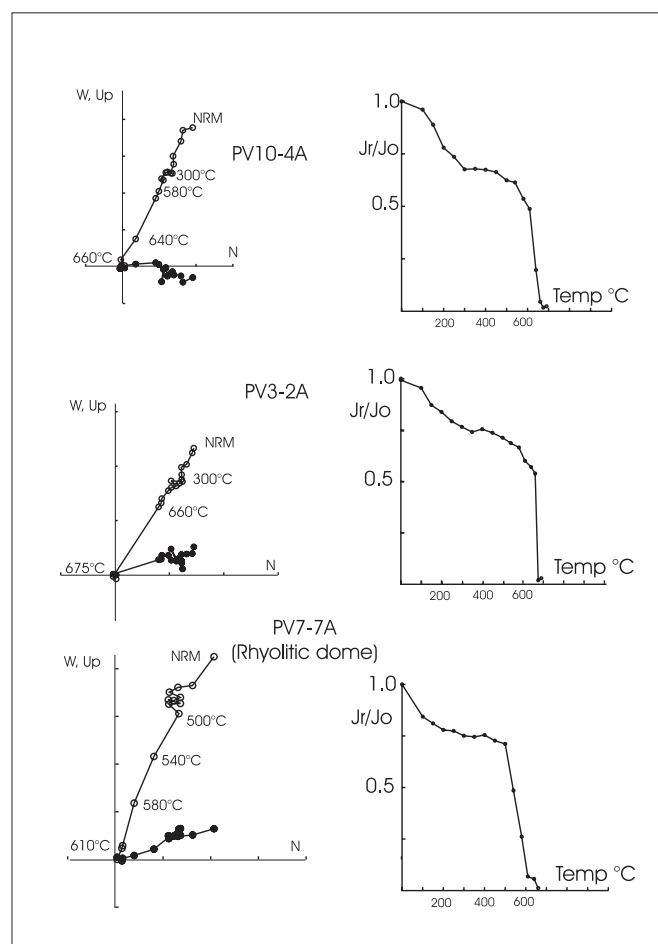 W, Up
NRM
PV10-4A
300°C
580°C
640°C
660°C
N
1.0
Jr/Jo
0.5
Temp °C
200
400
600
PV3-2A
W, Up
NRM
300°C
660°C
675°C
N
1.0
Jr/Jo
0.5
Temp °C
200
400
600
PV7-7A
(Rhyolitic dome)
W, Up
NRM
500°C
540°C
580°C
610°C
N
1.0
Jr/Jo
0.5
Temp °C
200
400
600